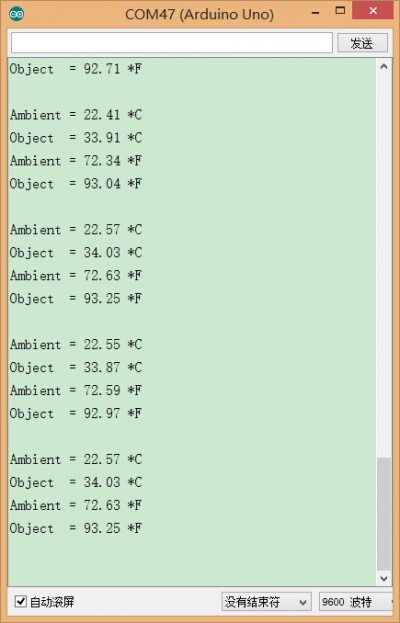 COM47 (Arduino Uno)
发送
Object = 92.71 *F
Ambient = 22.41 *C
Object = 33.91 *C
Ambient = 72.34 *F
Object = 93.04 *F
Ambient = 22.57 *C
Object = 34.03 *C
Ambient = 72.63 *F
Object = 93.25 *F
Ambient = 22.55 *C
Object = 33.87 *C
Ambient = 72.59 *F
Object = 92.97 *F
Ambient = 22.57 *C
Object = 34.03 *C
Ambient = 72.63 *F
Object = 93.25 *F
自动滚屏 没有结束符 9600 波特